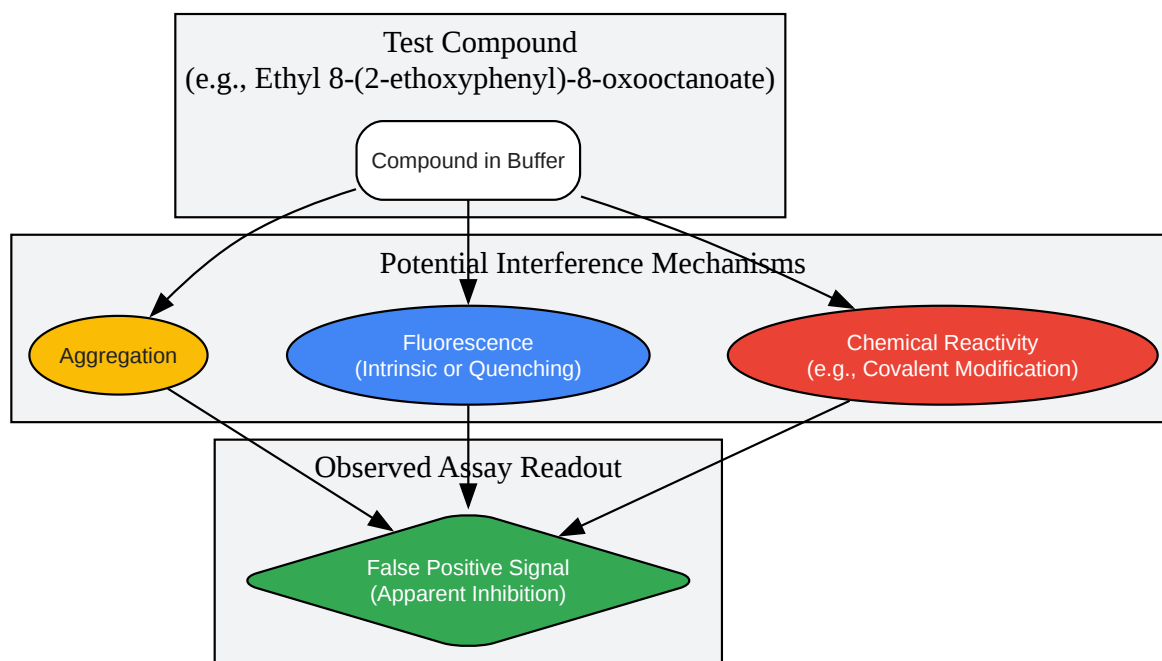 Test Compound
(e.g., Ethyl 8-(2-ethoxyphenyl)-8-oxooctanoate)
Compound in Buffer
Potential Interference Mechanisms
Aggregation
Fluorescence
(Intrinsic or Quenching)
Chemical Reactivity
(e.g., Covalent Modification)
Observed Assay Readout
False Positive Signal
(Apparent Inhibition)